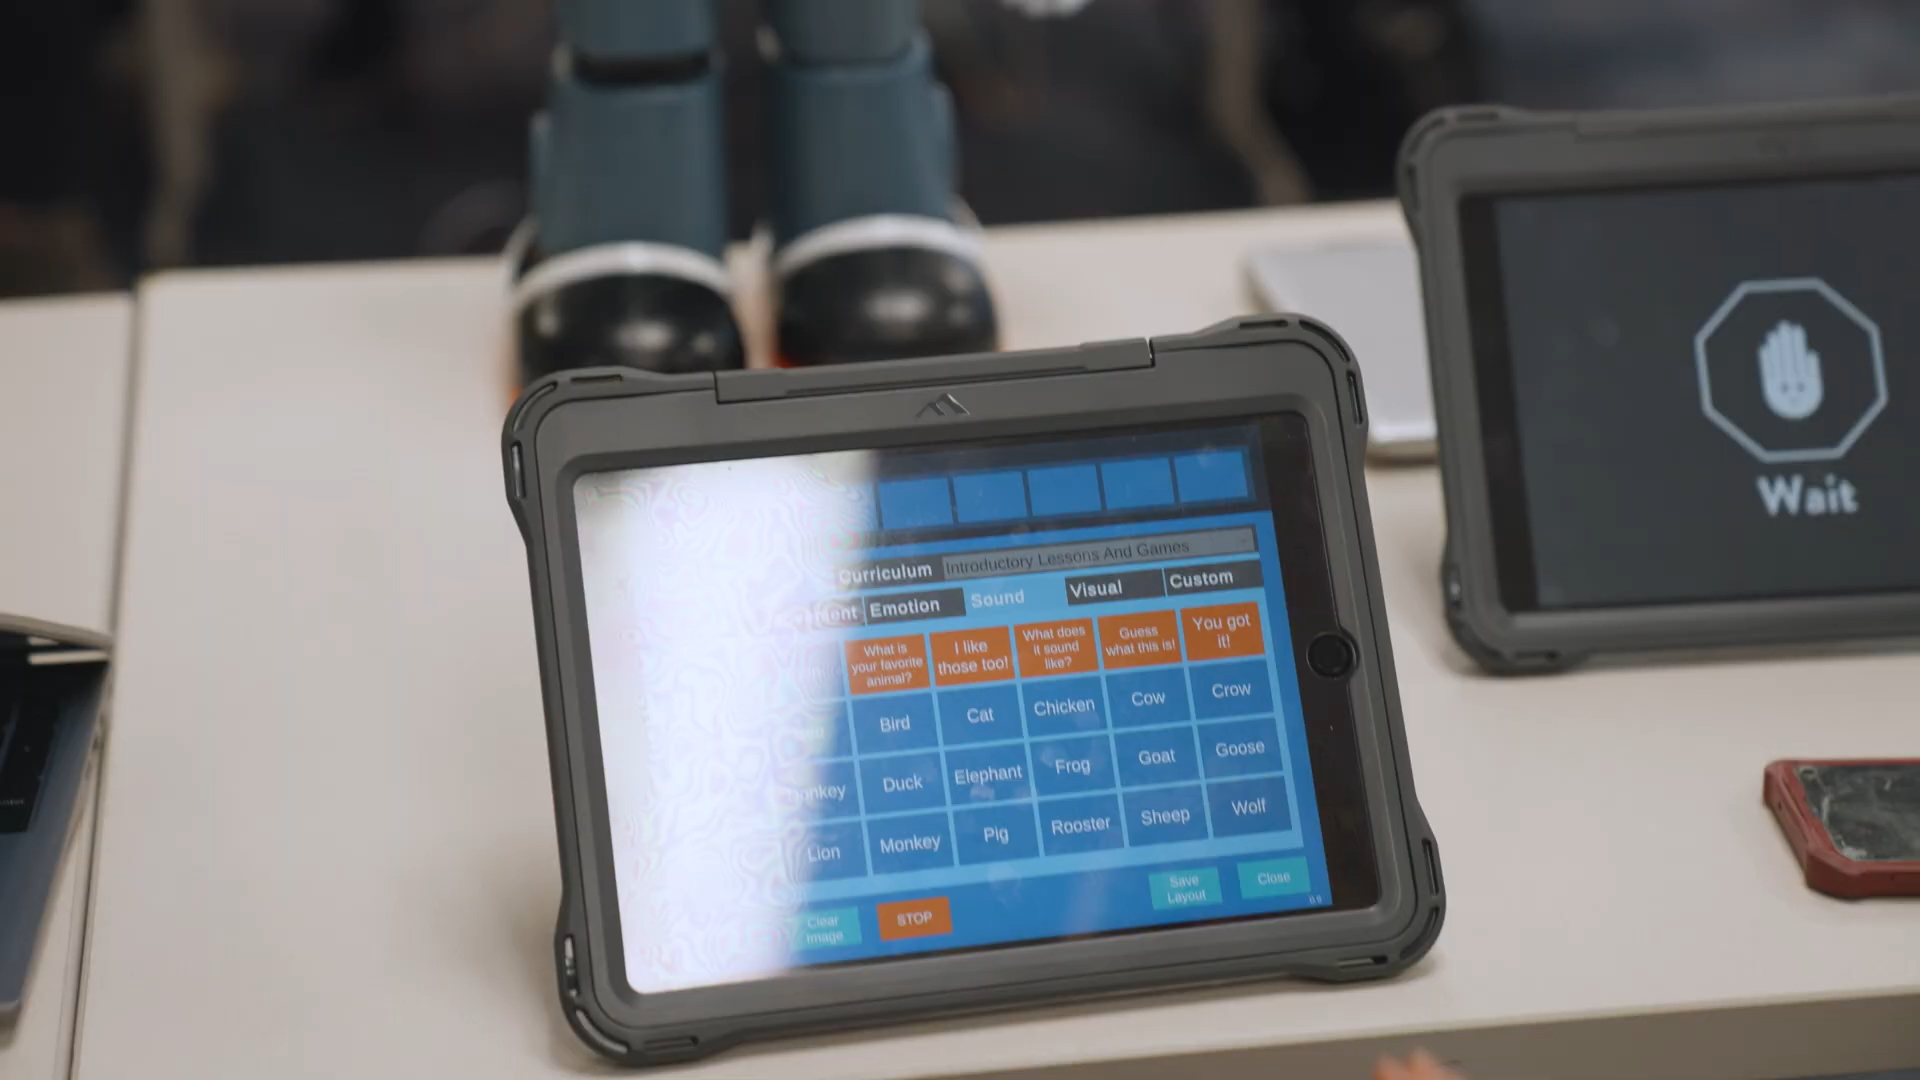 Wait
Curriculum Introductory Lessons And Games
Emotion Sound Visual Custom
What is
your favorite
animal?
I like
those too!
What does
it sound
like?
Guess
what this is!
You got
it!
Bird Cat Chicken Cow Crow
Donkey Duck Elephant Frog Goat Goose
Lion Monkey Pig Rooster Sheep Wolf
Clear
Image
STOP
Save
Layout
Close